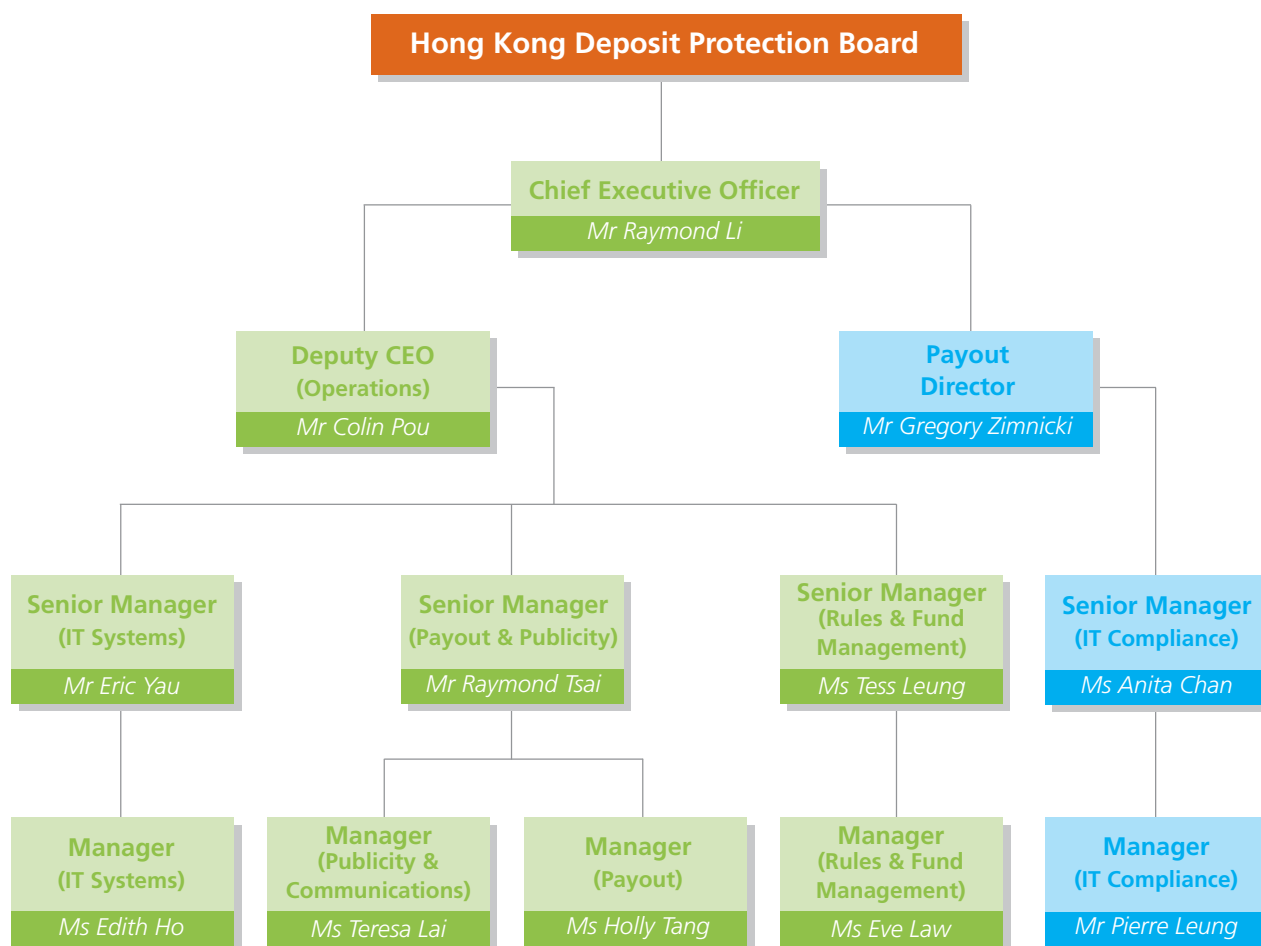 Hong Kong Deposit Protection Board
Chief Executive Officer
Mr Raymond Li
Deputy CEO
(Operations)
Mr Colin Pou
Payout
Director
Mr Gregory Zimnicki
Senior Manager
(IT Systems)
Mr Eric Yau
Senior Manager
(Payout & Publicity)
Mr Raymond Tsai
Senior Manager
(Rules & Fund
Management)
Ms Tess Leung
Senior Manager
(IT Compliance)
Ms Anita Chan
Manager
(IT Systems)
Ms Edith Ho
Manager
(Publicity &
Communications)
Ms Teresa Lai
Manager
(Payout)
Ms Holly Tang
Manager
(Rules & Fund
Management)
Ms Eve Law
Manager
(IT Compliance)
Mr Pierre Leung